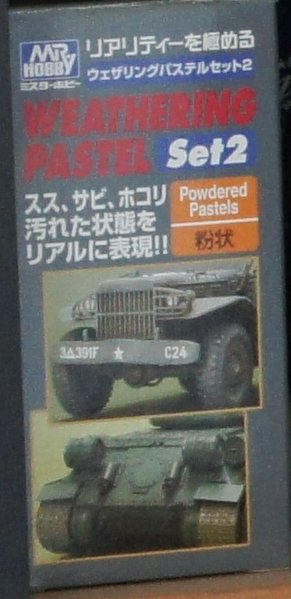 MR
HOBBY
ミスターホビー
リアリティーを極める
ウェザリングパステルセット2
WEATHERING
PASTEL Set2
スス、サビ、ホコリ
汚れた状態を
リアルに表現!!
Powdered
Pastels
粉状
3△391F ★ C24